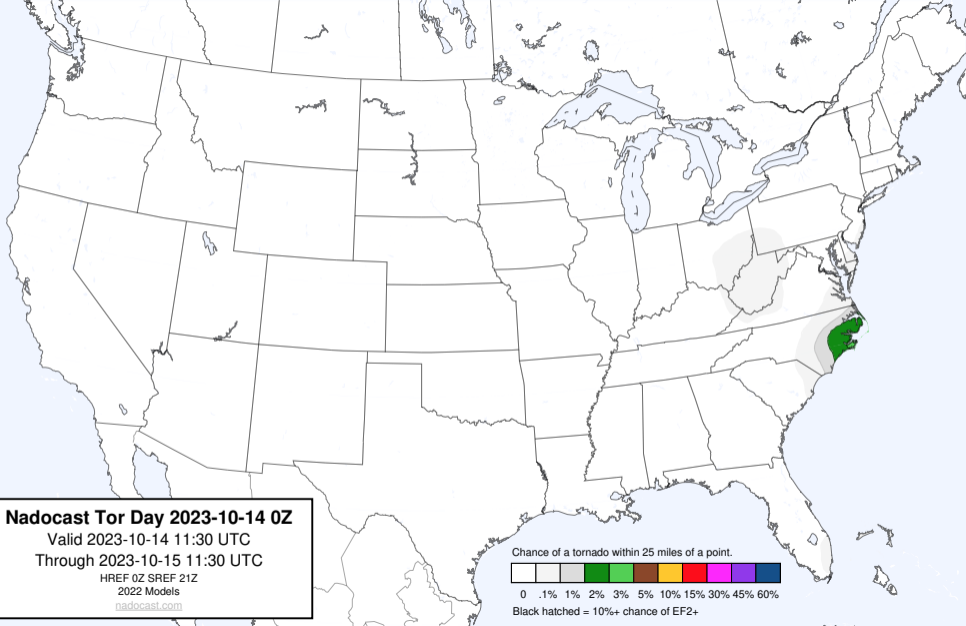 Nadocast Tor Day 2023-10-14 0Z
Valid 2023-10-14 11:30 UTC
Through 2023-10-15 11:30 UTC
HREF 0Z SREF 21Z
2022 Models
nadocast.com
Chance of a tornado within 25 miles of a point.
0 .1% 1% 2% 3% 5% 10% 15% 30% 45% 60%
Black hatched = 10%+ chance of EF2+